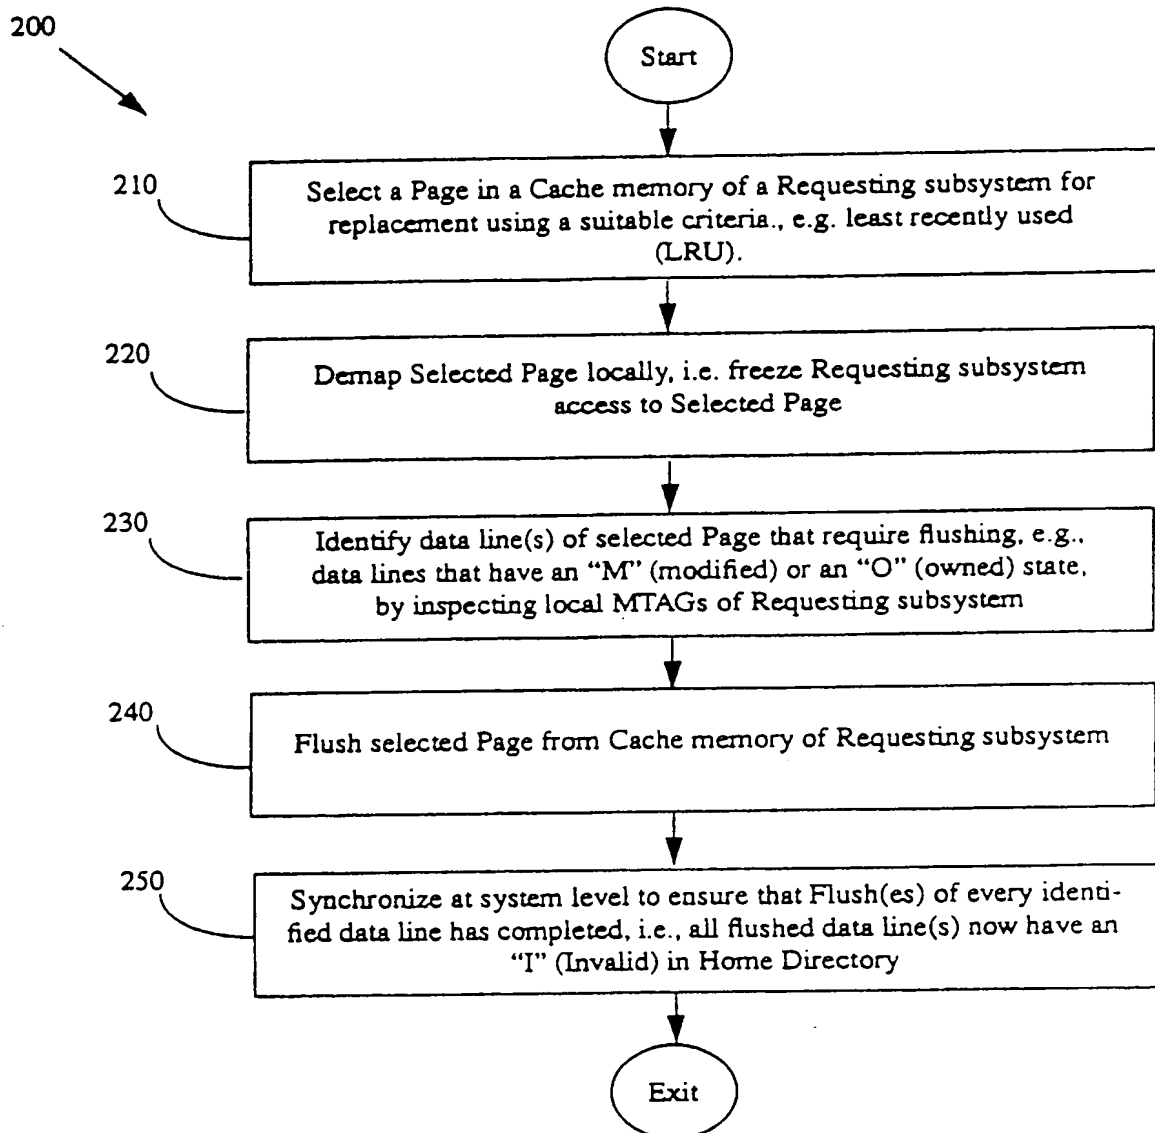 200
Start
210
Select a Page in a Cache memory of a Requesting subsystem for
replacement using a suitable criteria., e.g. least recently used
(LRU).
220
Demap Selected Page locally, i.e. freeze Requesting subsystem
access to Selected Page
230
Identify data line(s) of selected Page that require flushing, e.g.,
data lines that have an “M” (modified) or an “O” (owned) state,
by inspecting local MTAGs of Requesting subsystem
240
Flush selected Page from Cache memory of Requesting subsystem
250
Synchronize at system level to ensure that Flush(es) of every identi-
fied data line has completed, i.e., all flushed data line(s) now have an
“I” (Invalid) in Home Directory
Exit